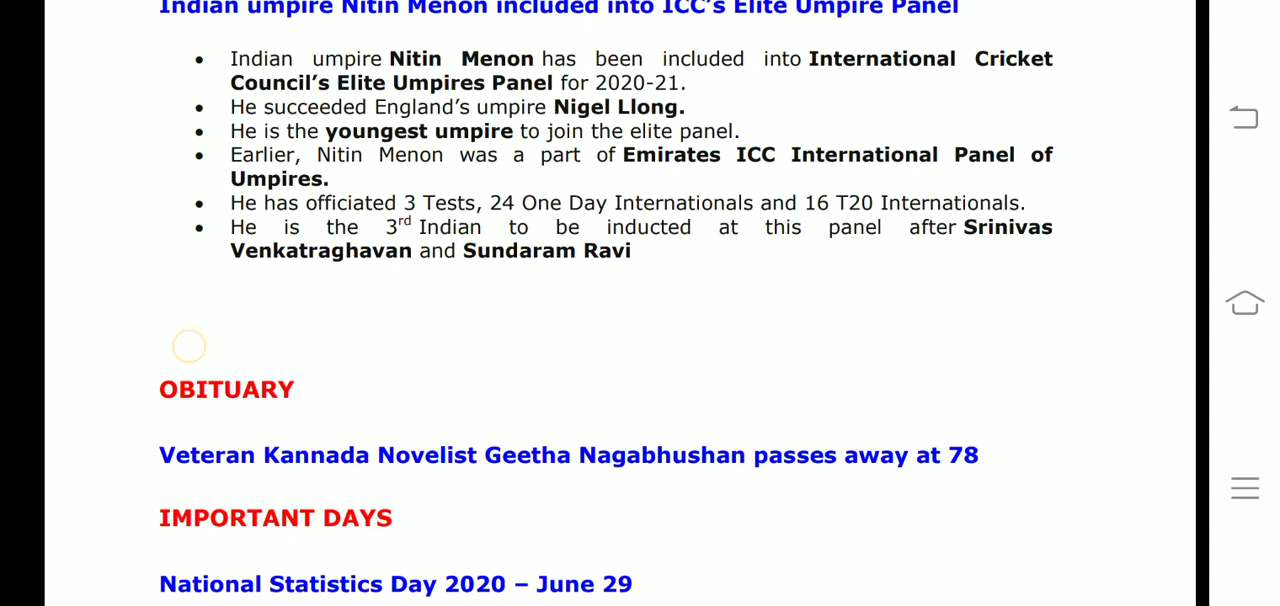 Indian umpire Nitin Menon included into ICC's Elite Umpire Panel
• Indian umpire Nitin Menon has been included into International Cricket
Council's Elite Umpires Panel for 2020-21.
• He succeeded England's umpire Nigel Llong.
• He is the youngest umpire to join the elite panel.
• Earlier, Nitin Menon was a part of Emirates ICC International Panel of
Umpires.
• He has officiated 3 Tests, 24 One Day Internationals and 16 T20 Internationals.
• He is the 3rd Indian to be inducted at this panel after Srinivas
Venkatraghavan and Sundaram Ravi
OBITUARY
Veteran Kannada Novelist Geetha Nagabhushan passes away at 78
IMPORTANT DAYS
National Statistics Day 2020 – June 29